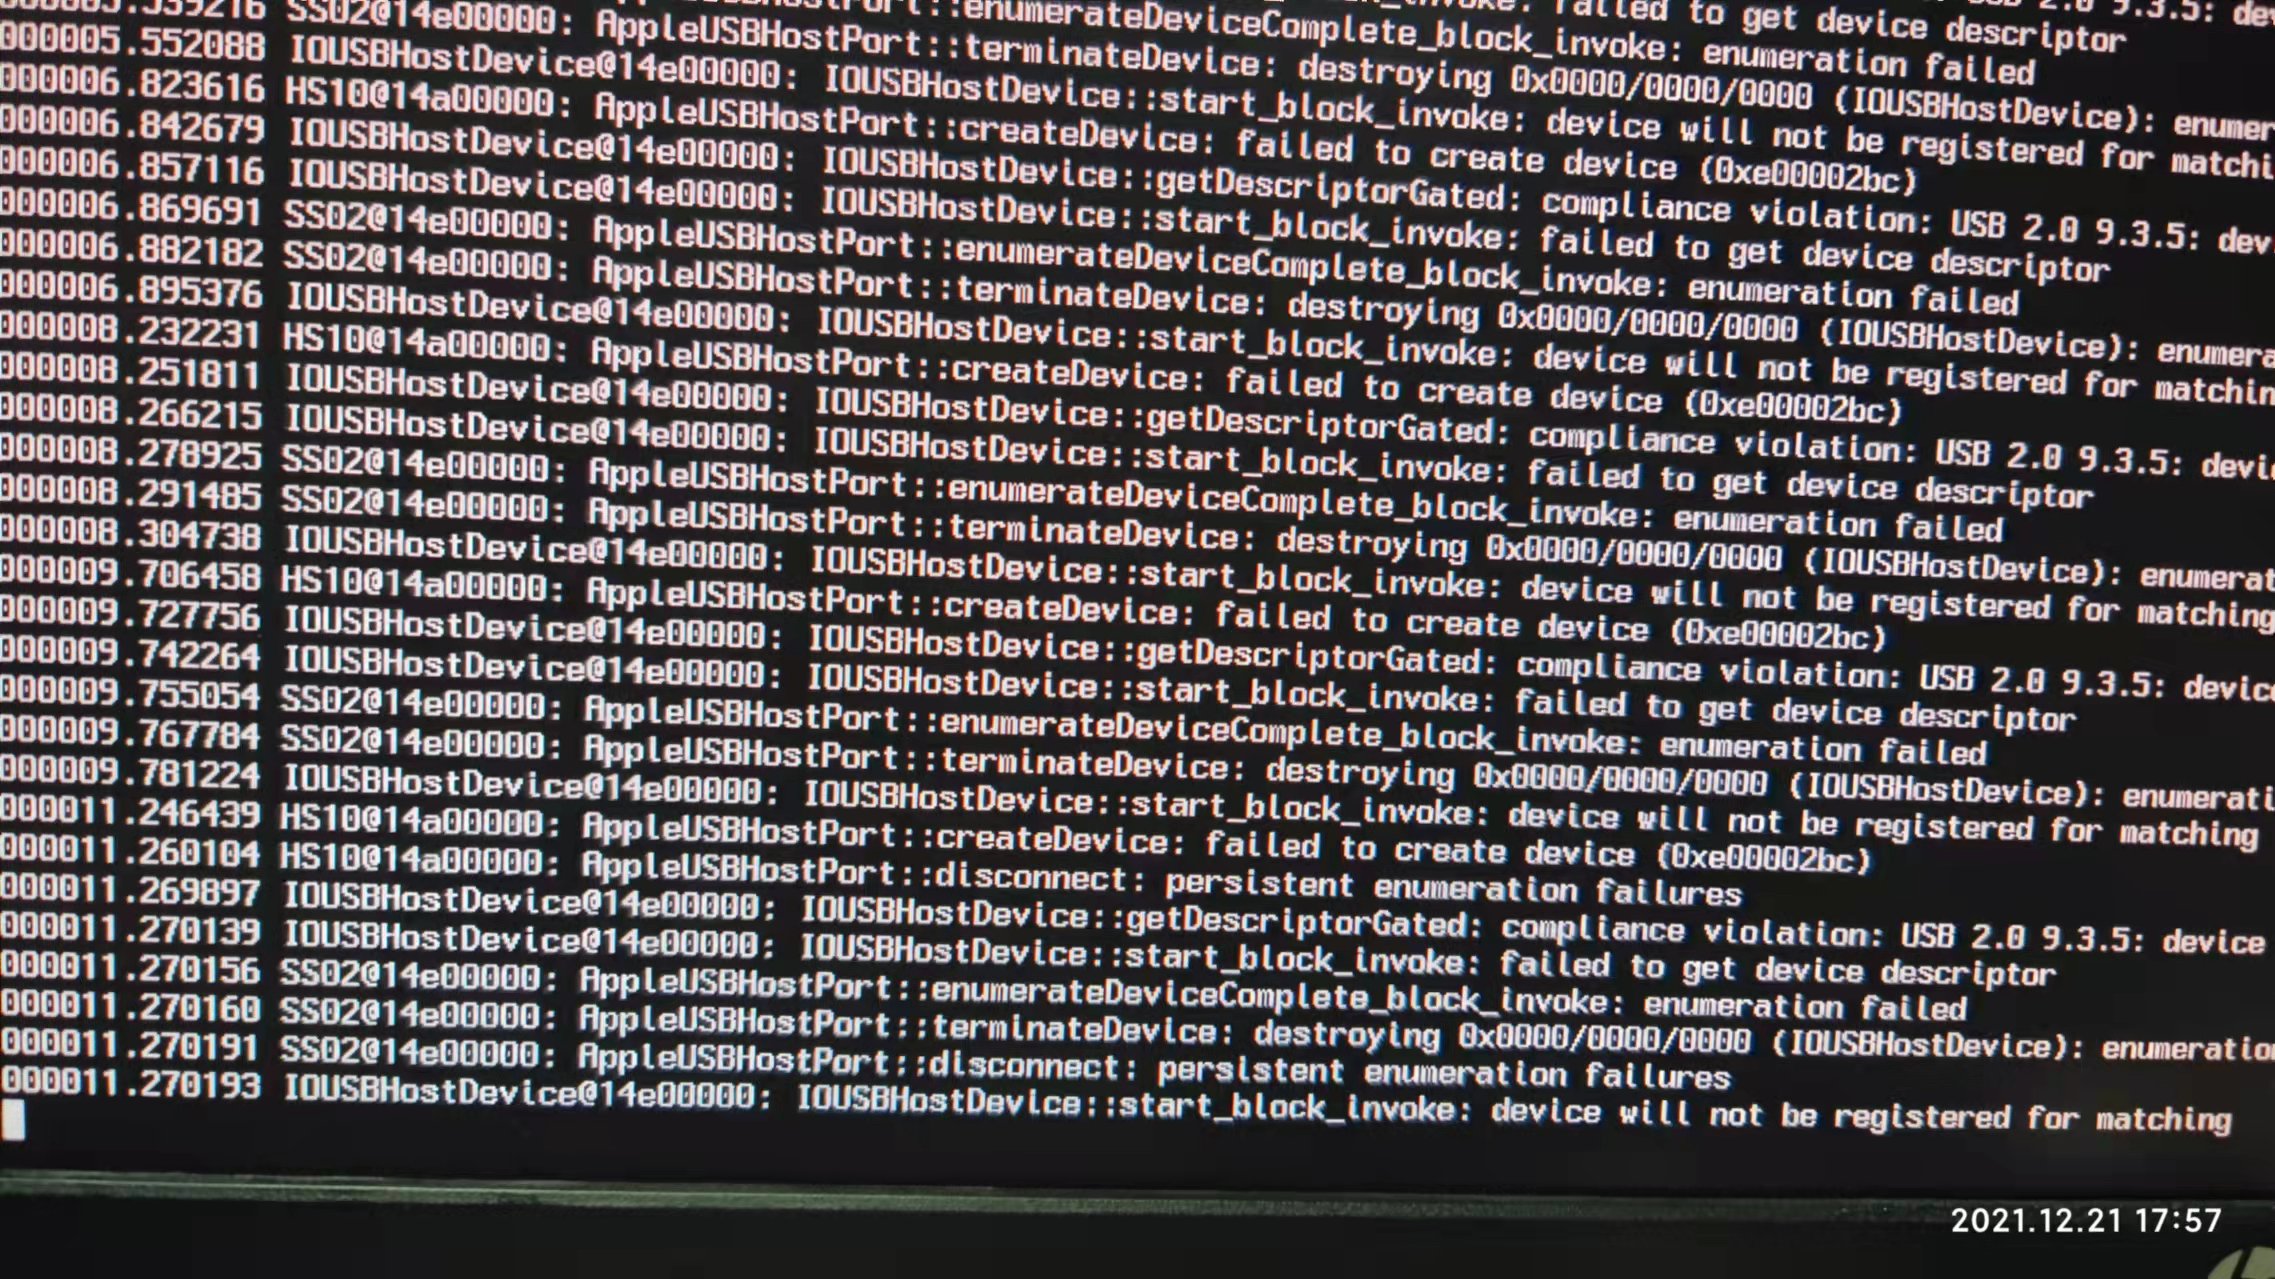 USB 2.0 9.3.5: dev
_invoke: failed to get device descriptor
Port::enumerateDeviceComplete_block_invoke: enumeration failed
000005.539216 SS02@14e00000: AppleUSBHostPort::terminateDevice: destroying 0x0000/0000/0000 (IOUSBHostDevice): enumer
000005.552088 IOUSBHostDevice@14e00000: IOUSBHostDevice::start_block_invoke: device will not be registered for matchi
000006.823616 HS10@14a00000: AppleUSBHostPort::createDevice: failed to create device (0xe00002bc)
000006.842679 IOUSBHostDevice@14e00000: IOUSBHostDevice::getDescriptorGated: compliance violation: USB 2.0 9.3.5: dev
000006.857116 IOUSBHostDevice@14e00000: IOUSBHostDevice::start_block_invoke: failed to get device descriptor
000006.869691 SS02@14e00000: AppleUSBHostPort::enumerateDeviceComplete_block_invoke: enumeration failed
000006.882182 SS02@14e00000: AppleUSBHostPort::terminateDevice: destroying 0x0000/0000/0000 (IOUSBHostDevice): enumera
000006.895376 IOUSBHostDevice@14e00000: IOUSBHostDevice::start_block_invoke: device will not be registered for matchin
000008.232231 HS10@14a00000: AppleUSBHostPort::createDevice: failed to create device (0xe00002bc)
000008.251811 IOUSBHostDevice@14e00000: IOUSBHostDevice::getDescriptorGated: compliance violation: USB 2.0 9.3.5: devi
000008.266215 IOUSBHostDevice@14e00000: IOUSBHostDevice::start_block_invoke: failed to get device descriptor
000008.278925 SS02@14e00000: AppleUSBHostPort::enumerateDeviceComplete_block_invoke: enumeration failed
000008.291485 SS02@14e00000: AppleUSBHostPort::terminateDevice: destroying 0x0000/0000/0000 (IOUSBHostDevice): enumerat
000008.304738 IOUSBHostDevice@14e00000: IOUSBHostDevice::start_block_invoke: device will not be registered for matching
000009.706458 HS10@14a00000: AppleUSBHostPort::createDevice: failed to create device (0xe00002bc)
000009.727756 IOUSBHostDevice@14e00000: IOUSBHostDevice::getDescriptorGated: compliance violation: USB 2.0 9.3.5: device
000009.742264 IOUSBHostDevice@14e00000: IOUSBHostDevice::start_block_invoke: failed to get device descriptor
000009.755054 SS02@14e00000: AppleUSBHostPort::enumerateDeviceComplete_block_invoke: enumeration failed
000009.767784 SS02@14e00000: AppleUSBHostPort::terminateDevice: destroying 0x0000/0000/0000 (IOUSBHostDevice): enumerati
000009.781224 IOUSBHostDevice@14e00000: IOUSBHostDevice::start_block_invoke: device will not be registered for matching
000011.246439 HS10@14a00000: AppleUSBHostPort::createDevice: failed to create device (0xe00002bc)
000011.260104 HS10@14a00000: AppleUSBHostPort::disconnect: persistent enumeration failures
000011.269897 IOUSBHostDevice@14e00000: IOUSBHostDevice::getDescriptorGated: compliance violation: USB 2.0 9.3.5: device
000011.270139 IOUSBHostDevice@14e00000: IOUSBHostDevice::start_block_invoke: failed to get device descriptor
000011.270156 SS02@14e00000: AppleUSBHostPort::enumerateDeviceComplete_block_invoke: enumeration failed
000011.270160 SS02@14e00000: AppleUSBHostPort::terminateDevice: destroying 0x0000/0000/0000 (IOUSBHostDevice): enumeratio
000011.270191 SS02@14e00000: AppleUSBHostPort::disconnect: persistent enumeration failures
000011.270193 IOUSBHostDevice@14e00000: IOUSBHostDevice::start_block_invoke: device will not be registered for matching
2021.12.21 17:57